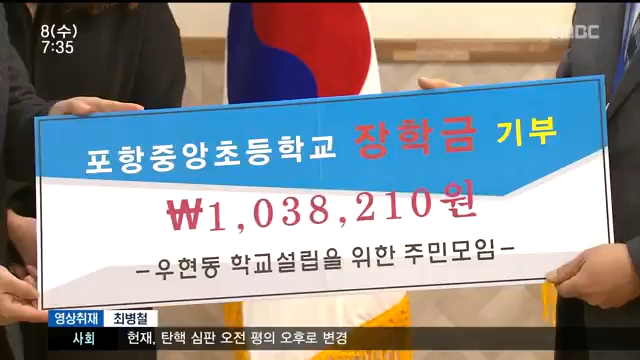 8(수)
7:35
MBC
포항중앙초등학교 장학금 기부
₩1,038,210원
-우현동 학교설립을 위한 주민모임-
영상취재 최병철
사회 헌재, 탄핵 심판 오전 평의 오후로 변경